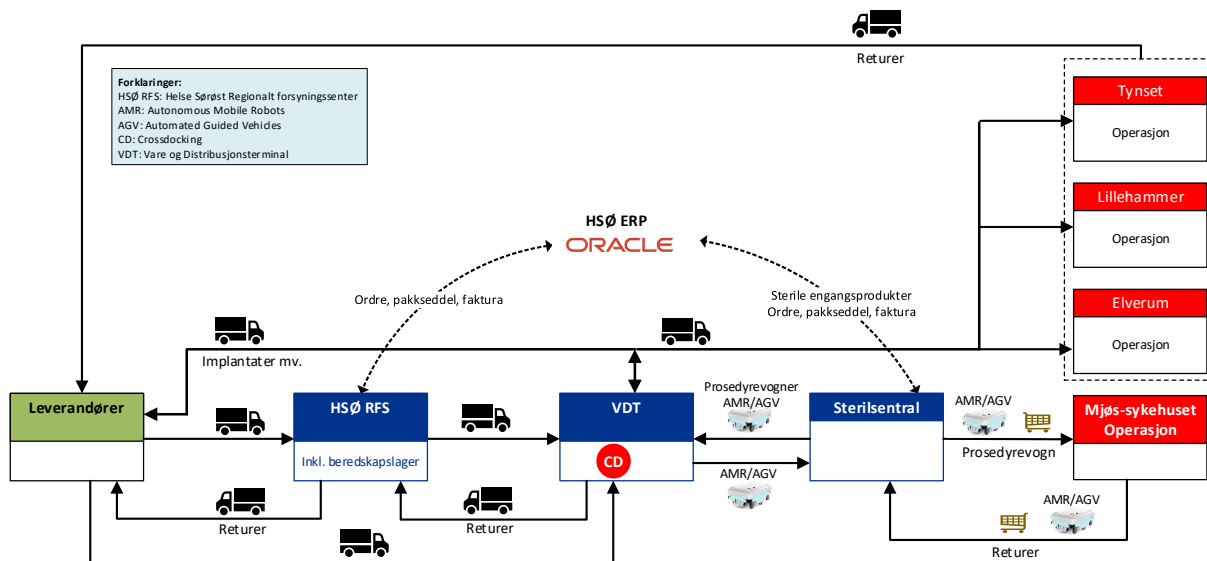 Returer
Forklaringer:
HSØ RFS: Helse Sørøst Regionalt forsyningssenter
AMR: Autonomous Mobile Robots
AGV: Automated Guided Vehicles
CD: Crossdocking
VDT: Vare og Distribusjonsterminal
Tynset
Operasjon
Lillehammer
Operasjon
HSØ ERP
ORACLE
Ordre, pakkseddel, faktura
Sterile engangsprodukter
Ordre, pakkseddel, faktura
Elverum
Operasjon
Implantater mv.
Leverandører
HSØ RFS
Inkl. beredskapslager
VDT
CD
Prosedyrevogner
AMR/AGV
AMR/AGV
Sterilsentral
AMR/AGV
Prosedyrevogn
Mjøs-sykehuset
Operasjon
Returer
Returer
AMR/AGV
Returer